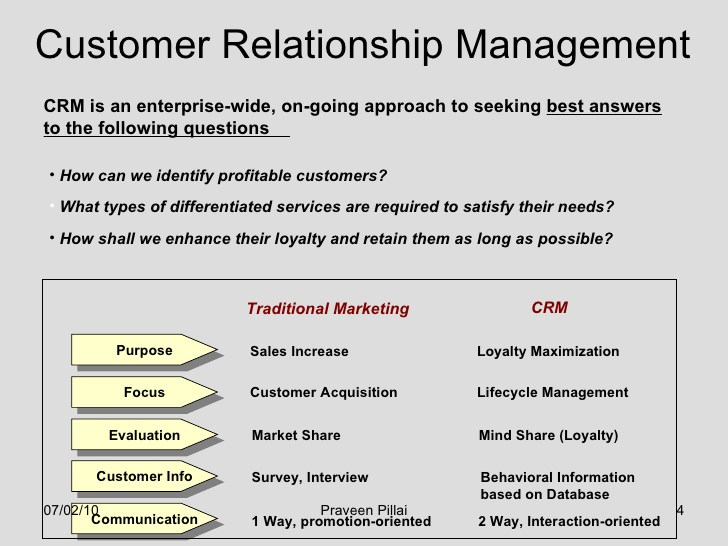 Customer Relationship Management
CRM is an enterprise-wide, on-going approach to seeking best answers
to the following questions
• How can we identify profitable customers?
• What types of differentiated services are required to satisfy their needs?
• How shall we enhance their loyalty and retain them as long as possible?
Traditional Marketing CRM
Purpose Sales Increase Loyalty Maximization
Focus Customer Acquisition Lifecycle Management
Evaluation Market Share Mind Share (Loyalty)
Customer Info Survey, Interview Behavioral Information
based on Database
Communication 1 Way, promotion-oriented 2 Way, Interaction-oriented
07/02/10 Praveen Pillai 4